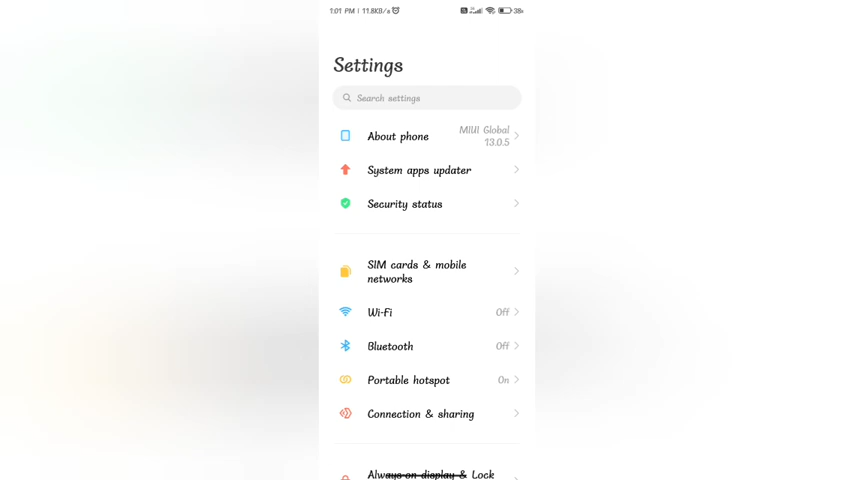 1:01 PM | 11.8KB/s
38
Settings
Search settings
About phone
MIUI Global
13.0.5
System apps updater
Security status
SIM cards & mobile
networks
Wi-Fi
Off
Bluetooth
Off
Portable hotspot
On
Connection & sharing
Always-on display & Lock